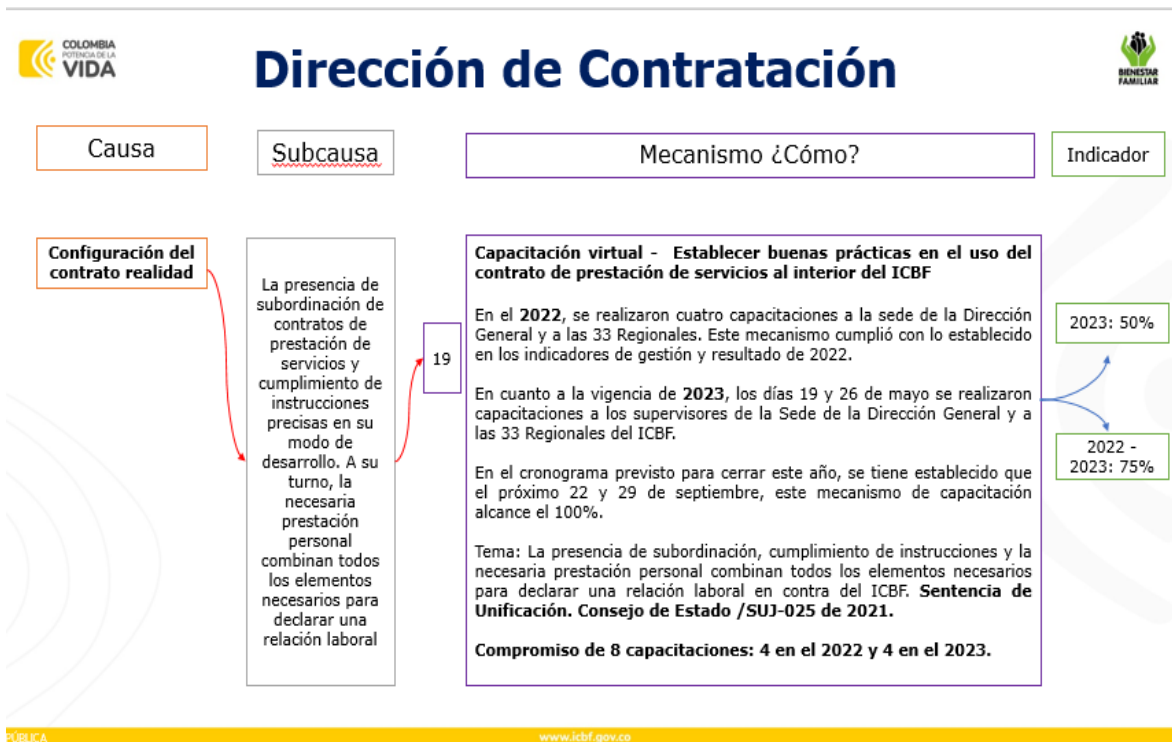 COLOMBIA
POTENCIA DE LA
VIDA
Dirección de Contratación
BIENESTAR
FAMILIAR
Causa
Subcausa
Mecanismo ¿Cómo?
Indicador
Configuración del
contrato realidad
La presencia de
subordinación de
contratos de
prestación de
servicios y
cumplimiento de
instrucciones
precisas en su
modo de
desarrollo. A su
turno, la
necesaria
prestación
personal
combinan todos
los elementos
necesarios para
declarar una
relación laboral
19
Capacitación virtual - Establecer buenas prácticas en el uso del
contrato de prestación de servicios al interior del ICBF
En el 2022, se realizaron cuatro capacitaciones a la sede de la Dirección
General y a las 33 Regionales. Este mecanismo cumplió con lo establecido
en los indicadores de gestión y resultado de 2022.
En cuanto a la vigencia de 2023, los días 19 y 26 de mayo se realizaron
capacitaciones a los supervisores de la Sede de la Dirección General y a
las 33 Regionales del ICBF.
En el cronograma previsto para cerrar este año, se tiene establecido que
el próximo 22 y 29 de septiembre, este mecanismo de capacitación
alcance el 100%.
Tema: La presencia de subordinación, cumplimiento de instrucciones y la
necesaria prestación personal combinan todos los elementos necesarios
para declarar una relación laboral en contra del ICBF. Sentencia de
Unificación. Consejo de Estado /SUJ-025 de 2021.
Compromiso de 8 capacitaciones: 4 en el 2022 y 4 en el 2023.
2023: 50%
2022 -
2023: 75%
PÚBLICA
www.icbf.gov.co